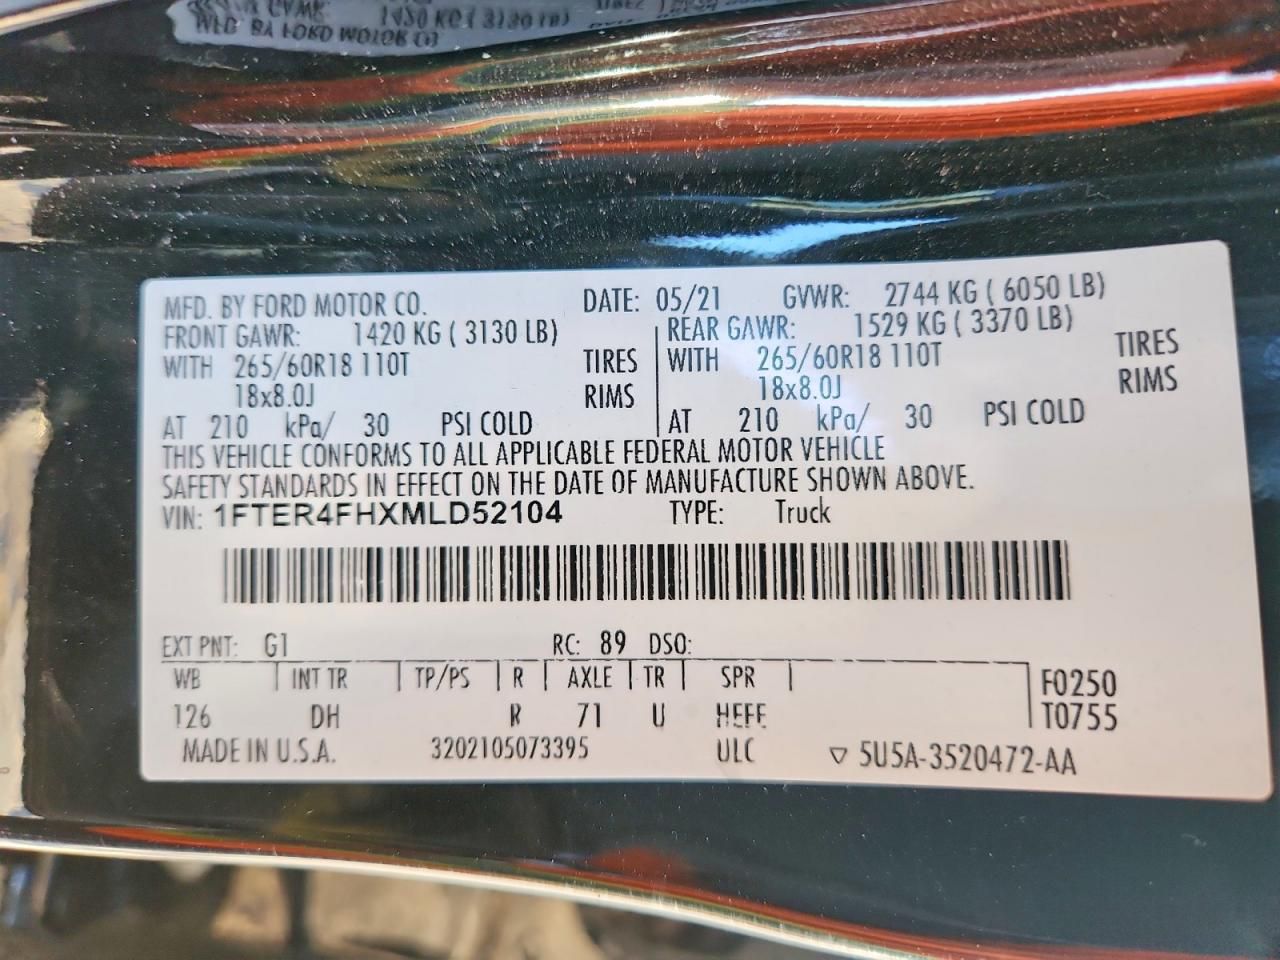 MFD. BY FORD MOTOR CO. DATE: 05/21 GVWR: 2744 KG ( 6050 LB)
FRONT GAWR: 1420 KG ( 3130 LB) REAR GAWR: 1529 KG ( 3370 LB)
WITH 265/60R18 110T TIRES WITH 265/60R18 110T TIRES
18x8.0J RIMS 18x8.0J RIMS
AT 210 kPa/ 30 PSI COLD AT 210 kPa/ 30 PSI COLD
THIS VEHICLE CONFORMS TO ALL APPLICABLE FEDERAL MOTOR VEHICLE
SAFETY STANDARDS IN EFFECT ON THE DATE OF MANUFACTURE SHOWN ABOVE.
VIN: 1FTER4FHXMLD52104 TYPE: Truck
EXT PNT: G1 RC: 89 DSO:
WB INT TR TP/PS R AXLE TR SPR F0250
126 DH R 71 U HEFF T0755
MADE IN U.S.A. 3202105073395 ULC ▽ 5U5A-3520472-AA